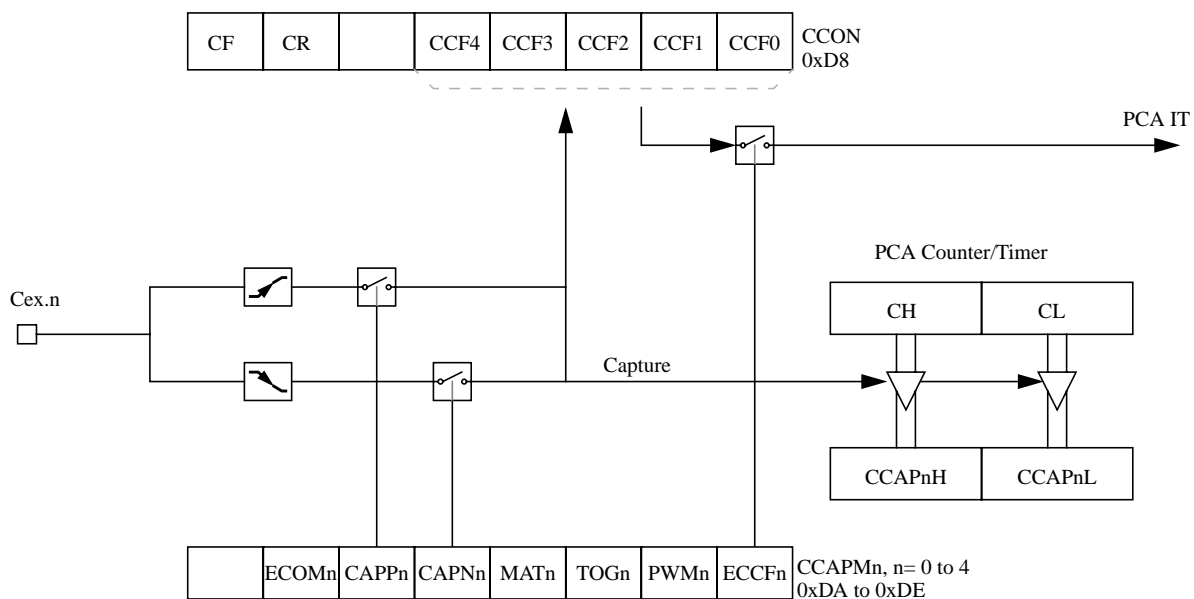 CF CR CCF4 CCF3 CCF2 CCF1 CCF0 CCON
0xD8
PCA IT
PCA Counter/Timer
Cex.n
CH CL
Capture
CCAPnH CCAPnL
ECOMn CAPPn CAPNn MATn TOGn PWMn ECCFn CCAPMn, n= 0 to 4
0xDA to 0xDE